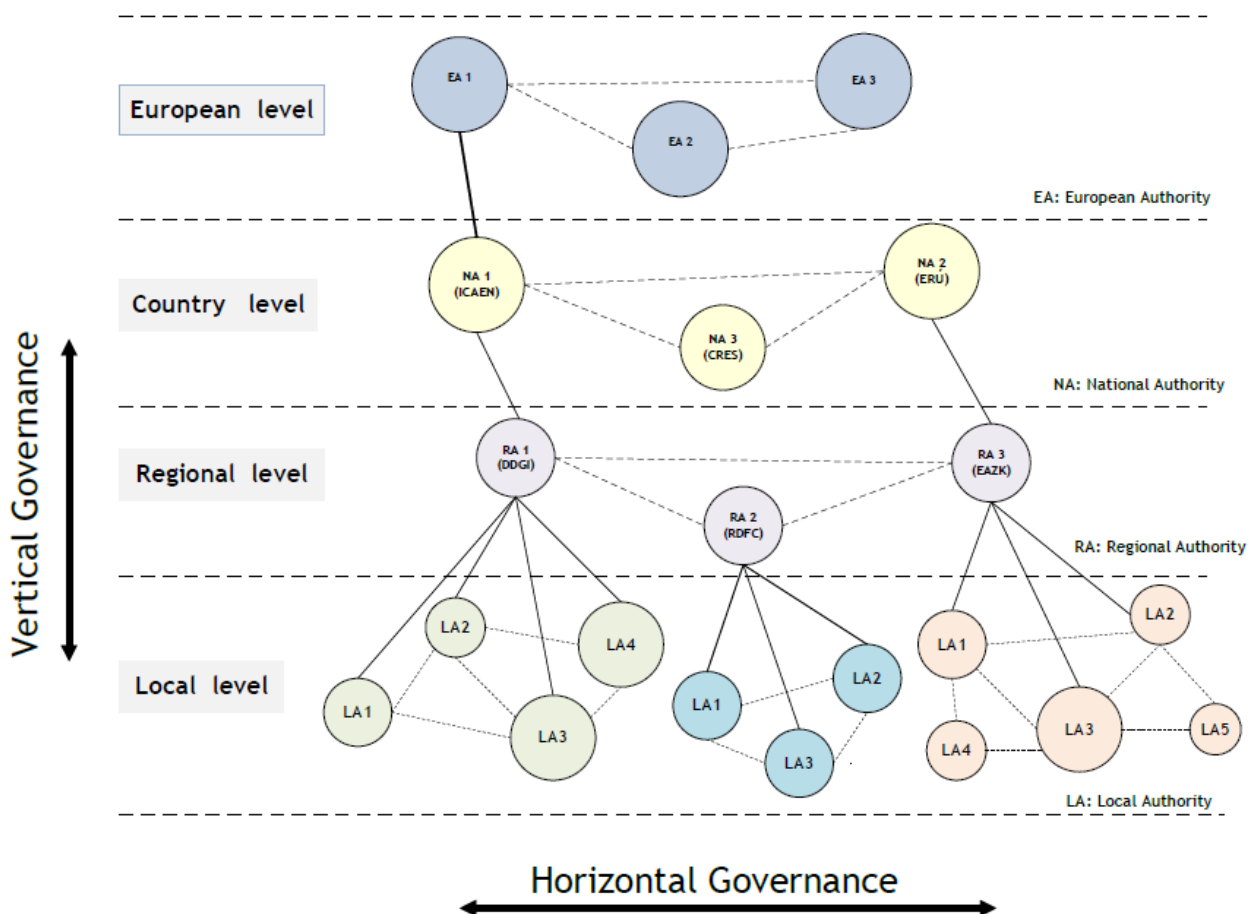 EA 1
EA 3
European level
EA 2
EA: European Authority
NA 2
(ERÚ)
NA 1
(ICAEN)
Country level
NA 3
(CRES)
NA: National Authority
Vertical Governance
RA 1
(DDGI)
RA 3
(EAZK)
Regional level
RA 2
(RDFC)
RA: Regional Authority
LA2
LA4
LA1
LA3
LA2
LA1
LA3
LA2
LA1
LA3
LA5
LA4
Local level
LA: Local Authority
Horizontal Governance